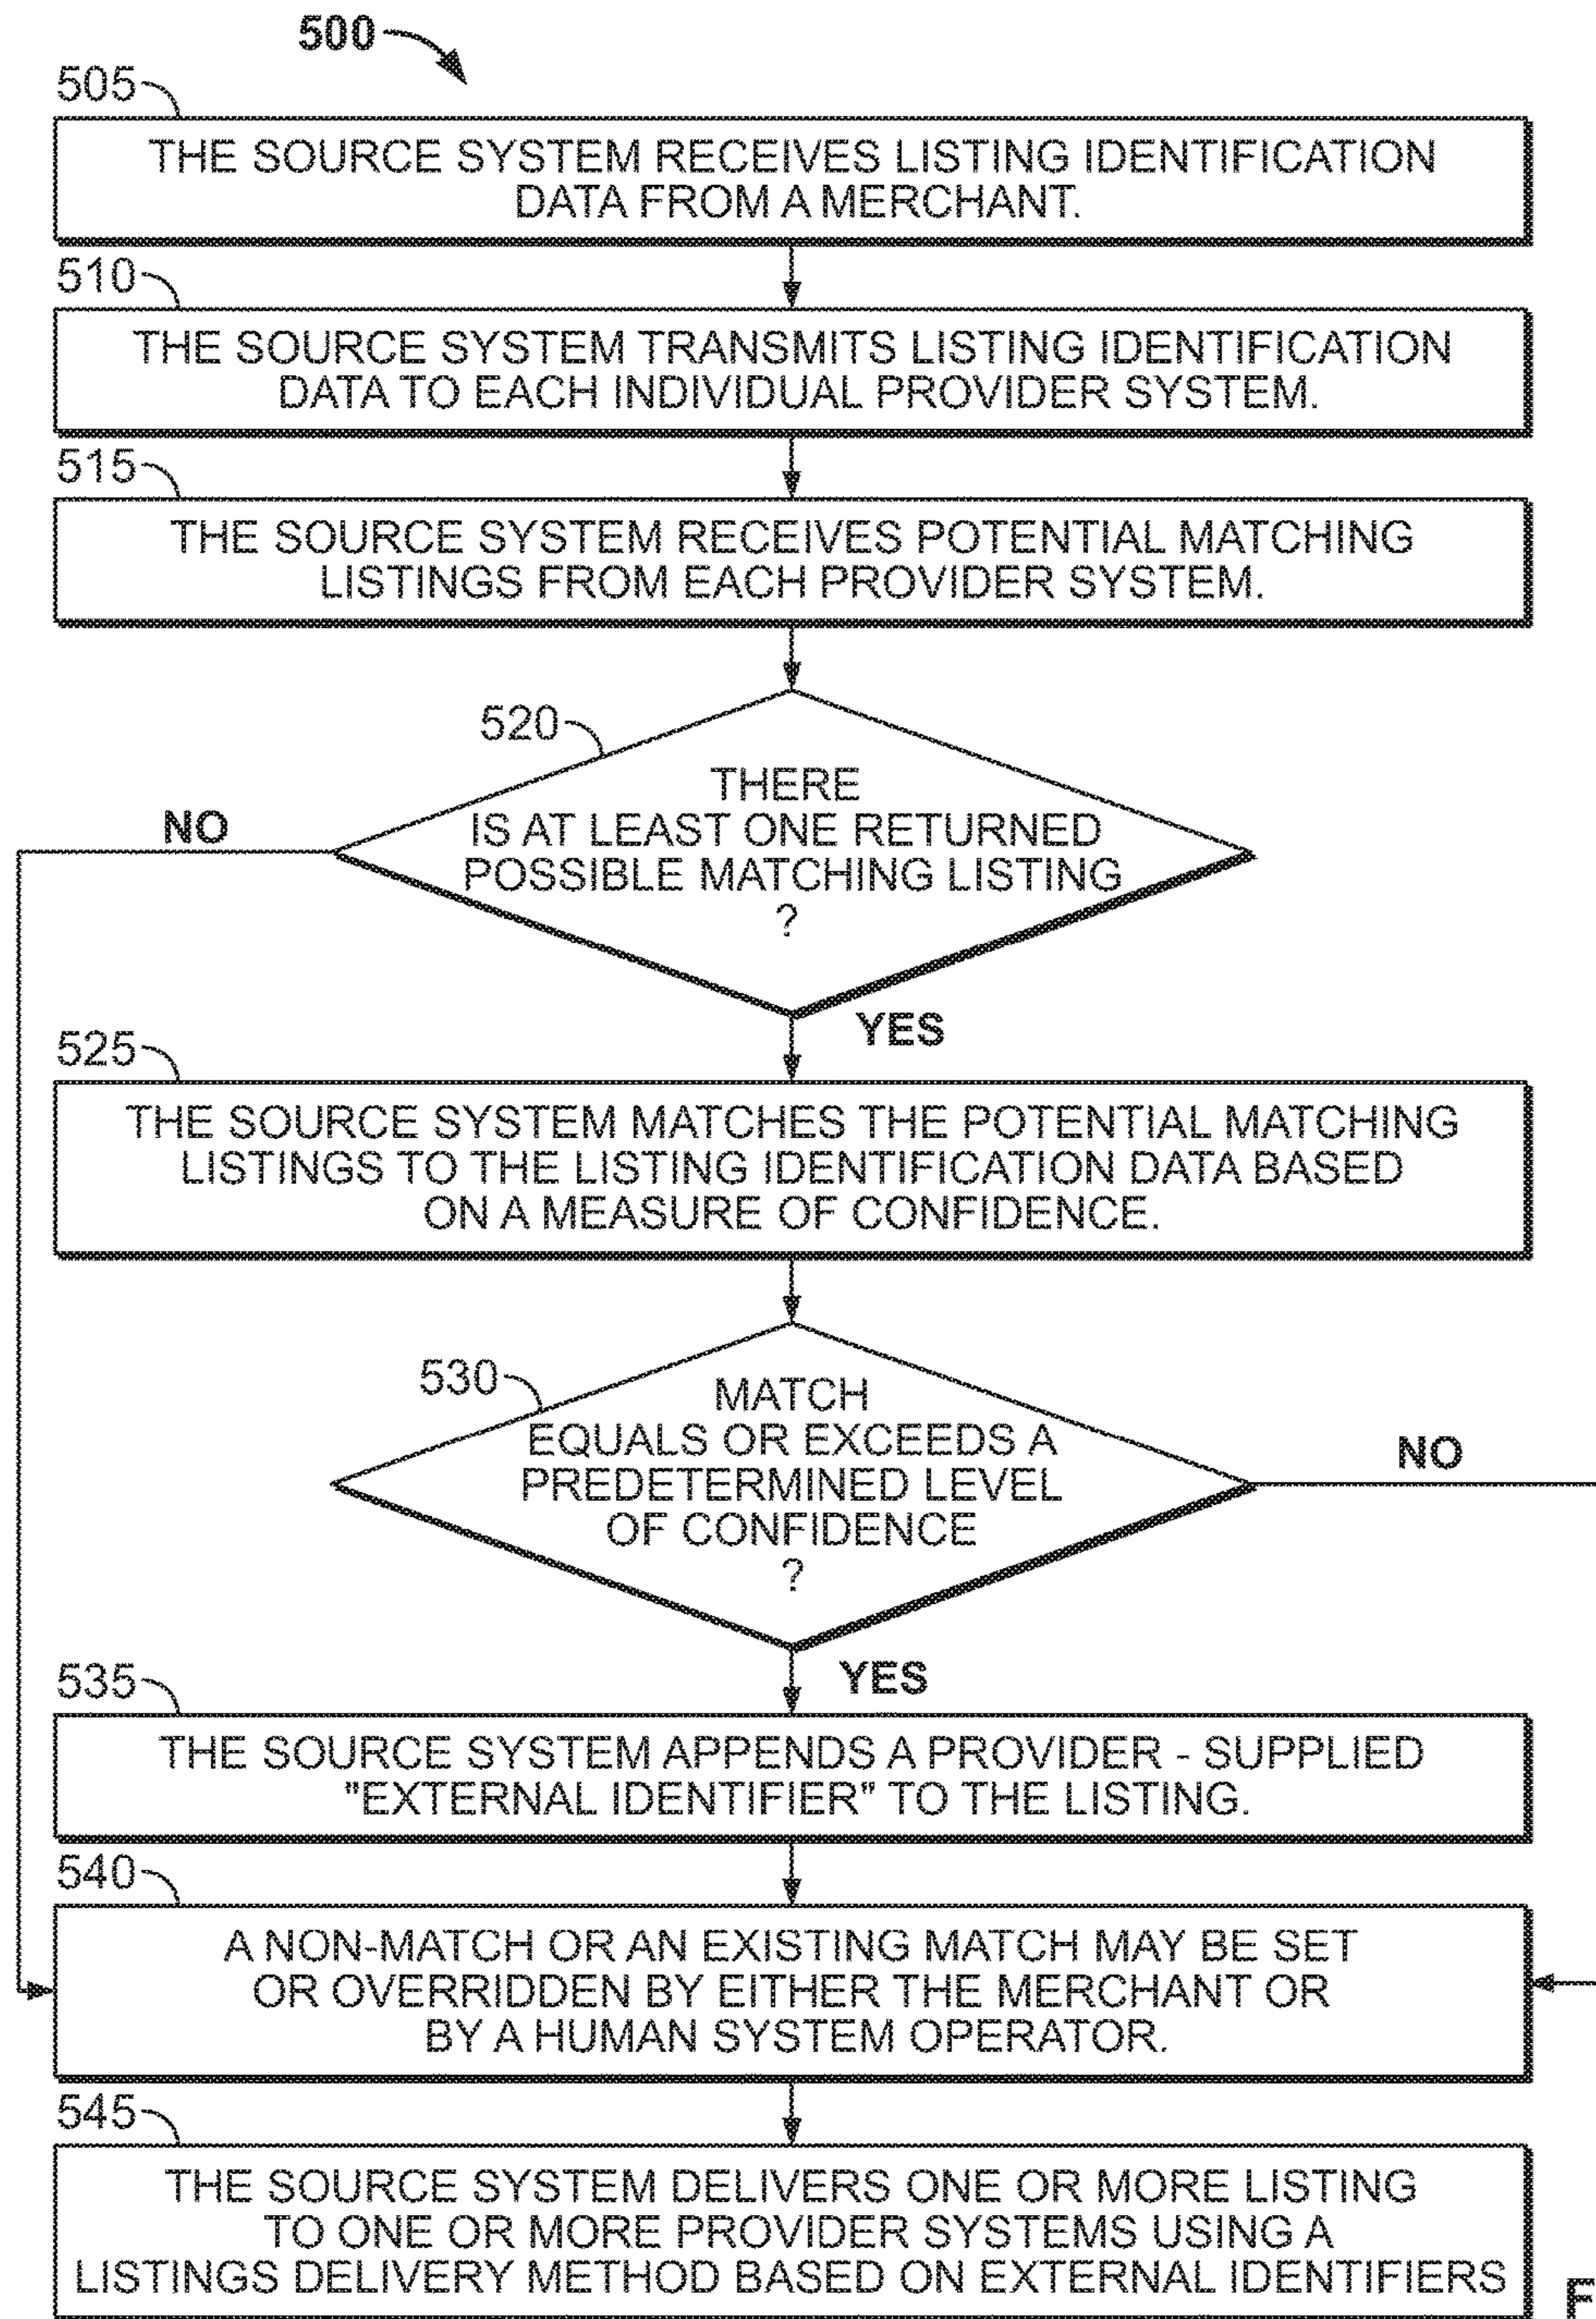 500
505
THE SOURCE SYSTEM RECEIVES LISTING IDENTIFICATION
DATA FROM A MERCHANT.
510
THE SOURCE SYSTEM TRANSMITS LISTING IDENTIFICATION
DATA TO EACH INDIVIDUAL PROVIDER SYSTEM.
515
THE SOURCE SYSTEM RECEIVES POTENTIAL MATCHING
LISTINGS FROM EACH PROVIDER SYSTEM.
520
THERE
IS AT LEAST ONE RETURNED
POSSIBLE MATCHING LISTING
?
NO
YES
525
THE SOURCE SYSTEM MATCHES THE POTENTIAL MATCHING
LISTINGS TO THE LISTING IDENTIFICATION DATA BASED
ON A MEASURE OF CONFIDENCE.
530
MATCH
EQUALS OR EXCEEDS A
PREDETERMINED LEVEL
OF CONFIDENCE
?
NO
YES
535
THE SOURCE SYSTEM APPENDS A PROVIDER - SUPPLIED
"EXTERNAL IDENTIFIER" TO THE LISTING.
540
A NON-MATCH OR AN EXISTING MATCH MAY BE SET
OR OVERRIDDEN BY EITHER THE MERCHANT OR
BY A HUMAN SYSTEM OPERATOR.
545
THE SOURCE SYSTEM DELIVERS ONE OR MORE LISTING
TO ONE OR MORE PROVIDER SYSTEMS USING A
LISTINGS DELIVERY METHOD BASED ON EXTERNAL IDENTIFIERS